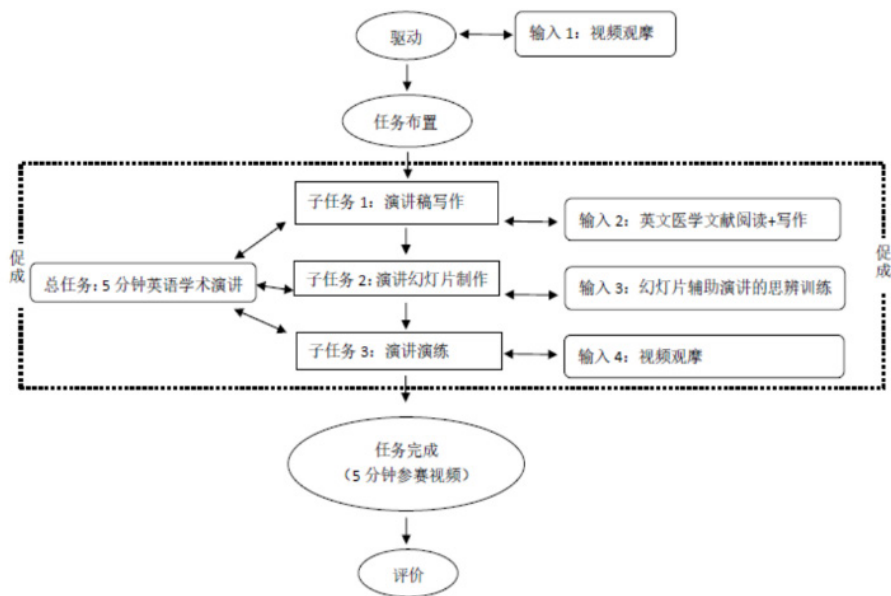 驱动
输入 1：视频观摩
任务布置
子任务 1：演讲稿写作
输入 2：英文医学文献阅读+写作
促成
总任务：5 分钟英语学术演讲
子任务 2：演讲幻灯片制作
输入 3：幻灯片辅助演讲的思辨训练
促成
子任务 3：演讲演练
输入 4：视频观摩
任务完成
（5 分钟参赛视频）
评价